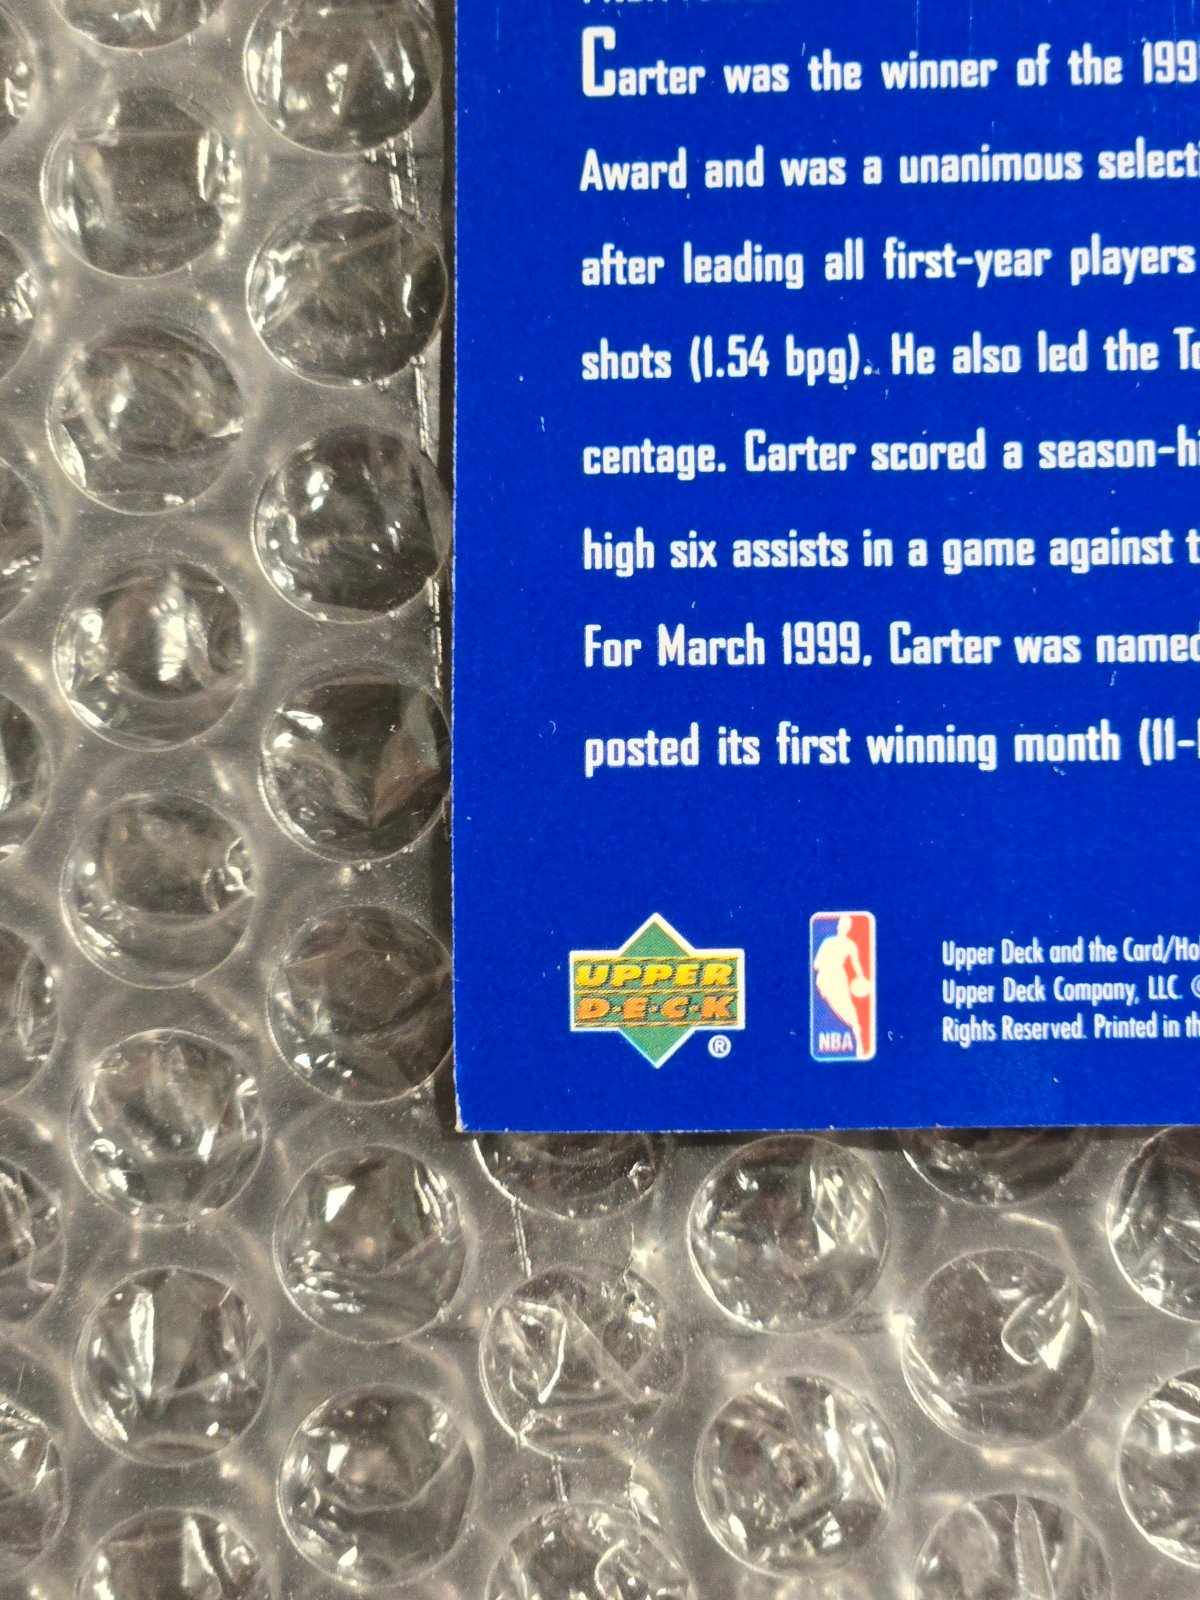 Carter was the winner of the 199
Award and was a unanimous selecti
after leading all first-year players
shots (1.54 bpg). He also led the To
centage. Carter scored a season-hi
high six assists in a game against t
For March 1999, Carter was named
posted its first winning month (11-
UPPER
D·E·C·K
®
NBA
Upper Deck and the Card/Ho
Upper Deck Company, LLC. ©
Rights Reserved. Printed in th